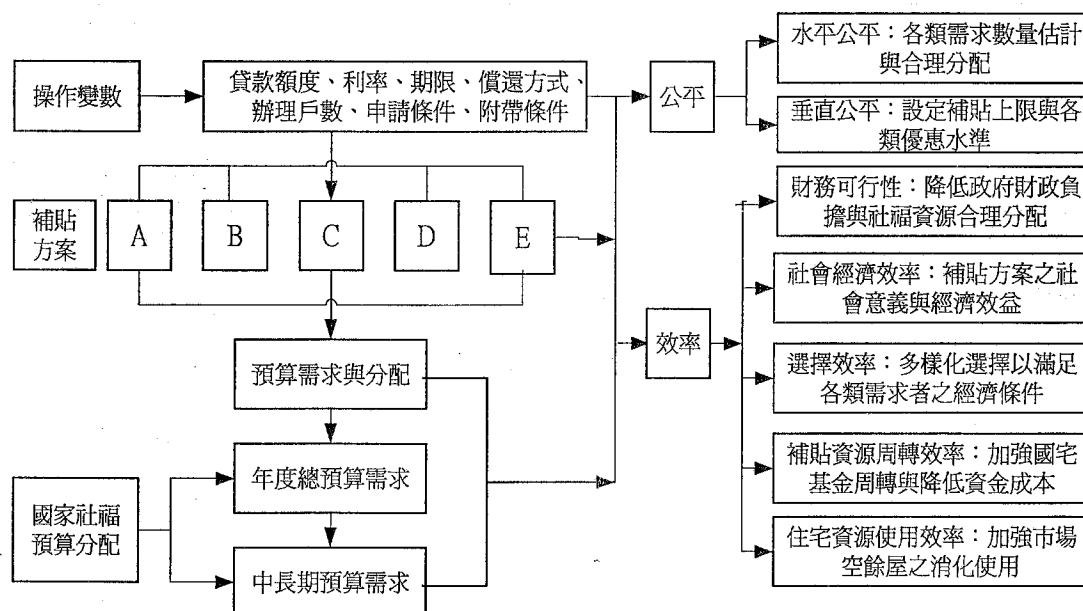 操作變數
貸款額度、利率、期限、償還方式、
辦理戶數、申請條件、附帶條件
公平
水平公平：各類需求數量估計
與合理分配
垂直公平：設定補貼上限與各
類優惠水準
補貼
方案
A
B
C
D
E
財務可行性：降低政府財政負
擔與社福資源合理分配
社會經濟效率：補貼方案之社
會意義與經濟效益
效率
選擇效率：多樣化選擇以滿足
各類需求者之經濟條件
補貼資源周轉效率：加強國宅
基金周轉與降低資金成本
住宅資源使用效率：加強市場
空餘屋之消化使用
預算需求與分配
年度總預算需求
國家社福
預算分配
中長期預算需求